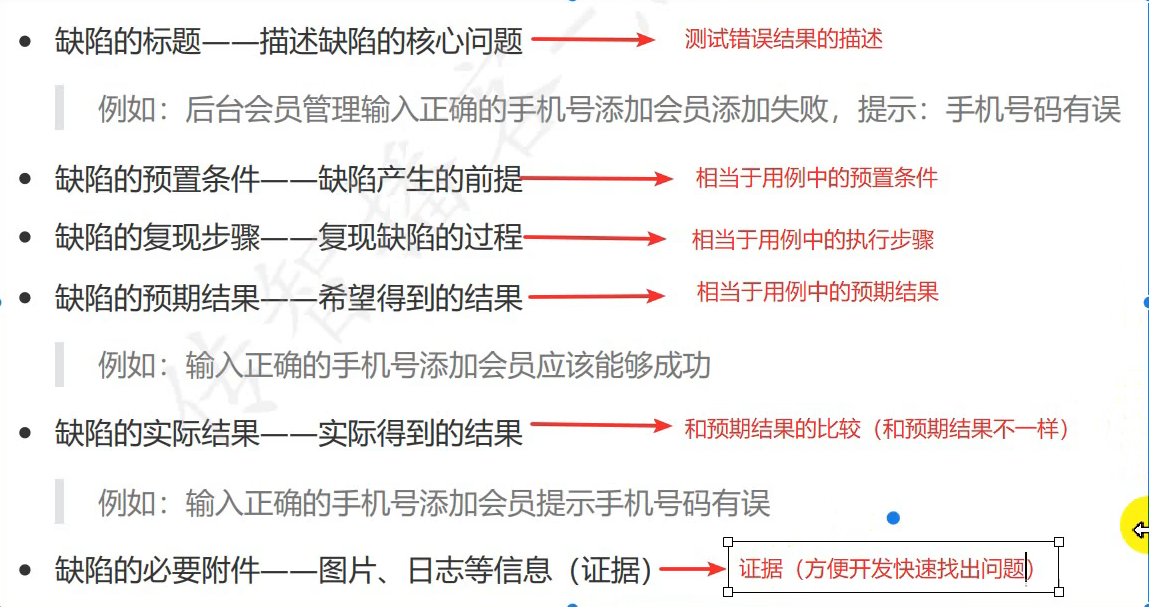 缺陷的标题——描述缺陷的核心问题 测试错误结果的描述
例如：后台会员管理输入正确的手机号添加会员添加失败，提示：手机号码有误
缺陷的预置条件——缺陷产生的前提 相当于用例中的预置条件
缺陷的复现步骤——复现缺陷的过程 相当于用例中的执行步骤
缺陷的预期结果——希望得到的结果 相当于用例中的预期结果
例如：输入正确的手机号添加会员应该能够成功
缺陷的实际结果——实际得到的结果 和预期结果的比较（和预期结果不一样）
例如：输入正确的手机号添加会员提示手机号码有误
缺陷的必要附件——图片、日志等信息（证据） 证据（方便开发快速找出问题）
传智播客